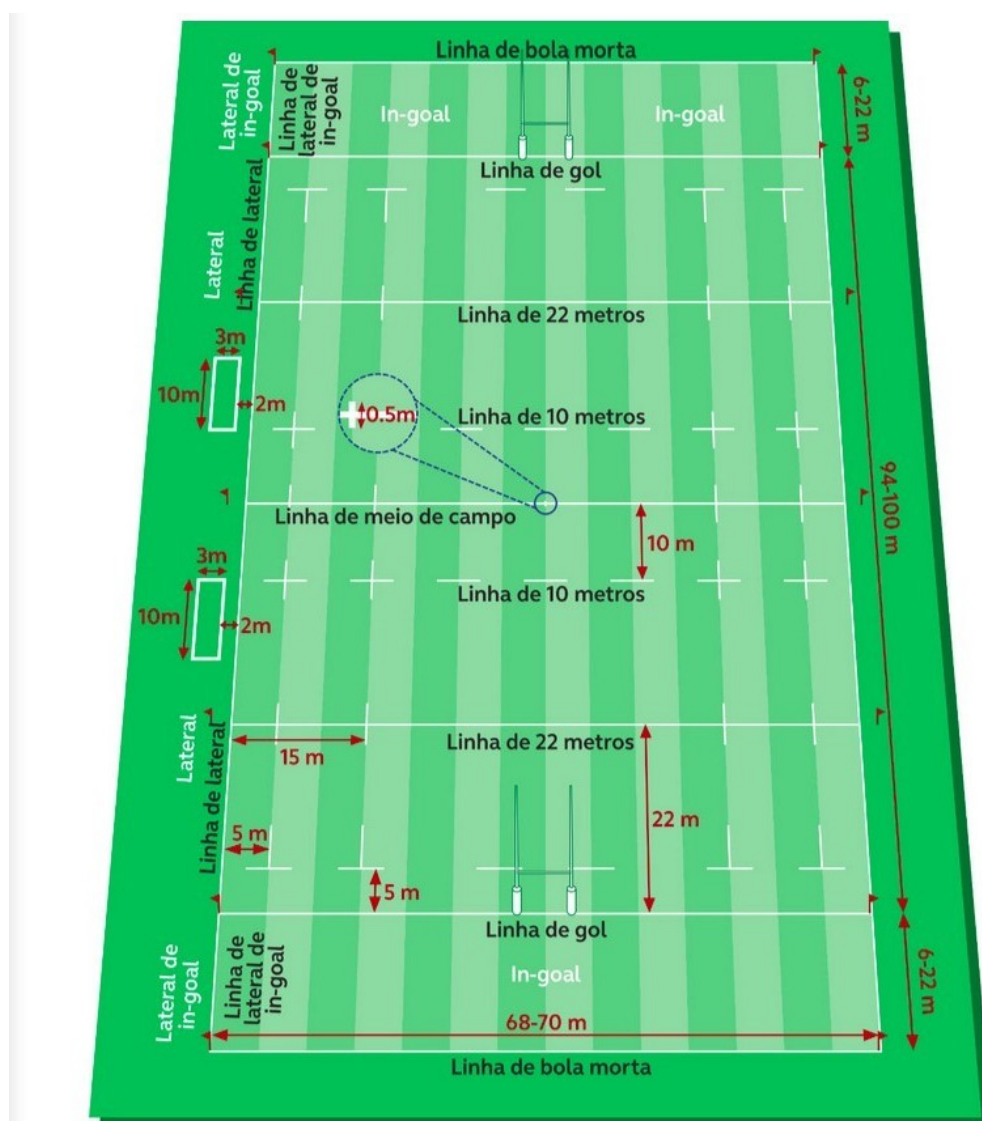 Linha de bola morta
Lateral de
in-goal
Linha de
lateral de
in-goal
In-goal
In-goal
6-22 m
Linha de gol
Linha de lateral
Lateral
Linha de 22 metros
3m
10m
2m
0.5m
Linha de 10 metros
94-100 m
Linha de meio de campo
10 m
3m
Linha de 10 metros
10m
2m
Lateral
Linha de lateral
Linha de 22 metros
15 m
22 m
5 m
5 m
Linha de gol
Lateral de
in-goal
Linha de
lateral de
in-goal
In-goal
6-22 m
68-70 m
Linha de bola morta